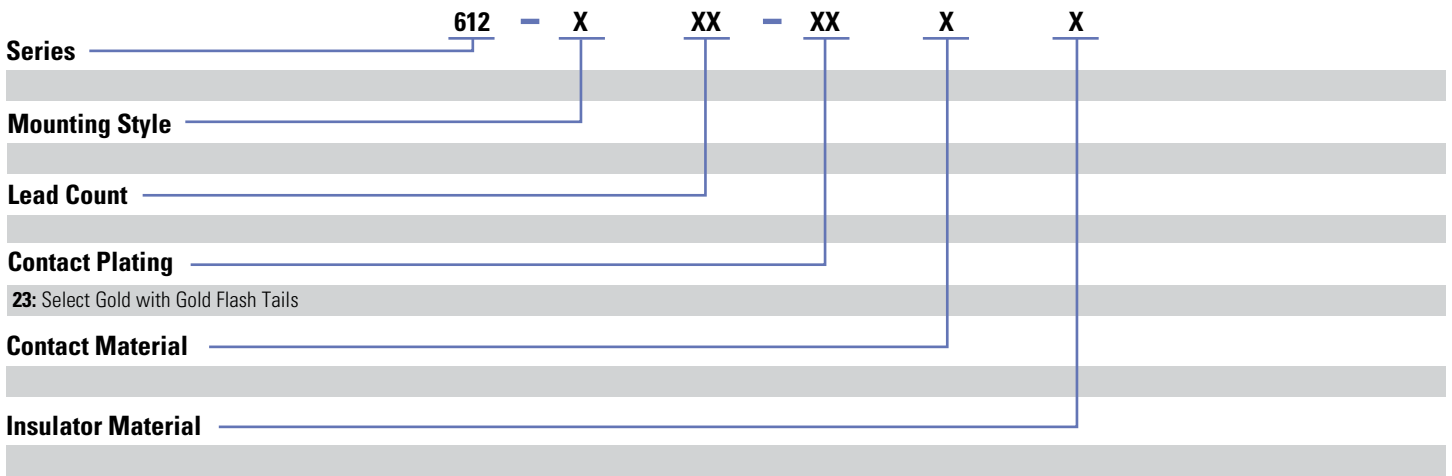 612 – X XX – XX X X
Series
Mounting Style
Lead Count
Contact Plating
23: Select Gold with Gold Flash Tails
Contact Material
Insulator Material